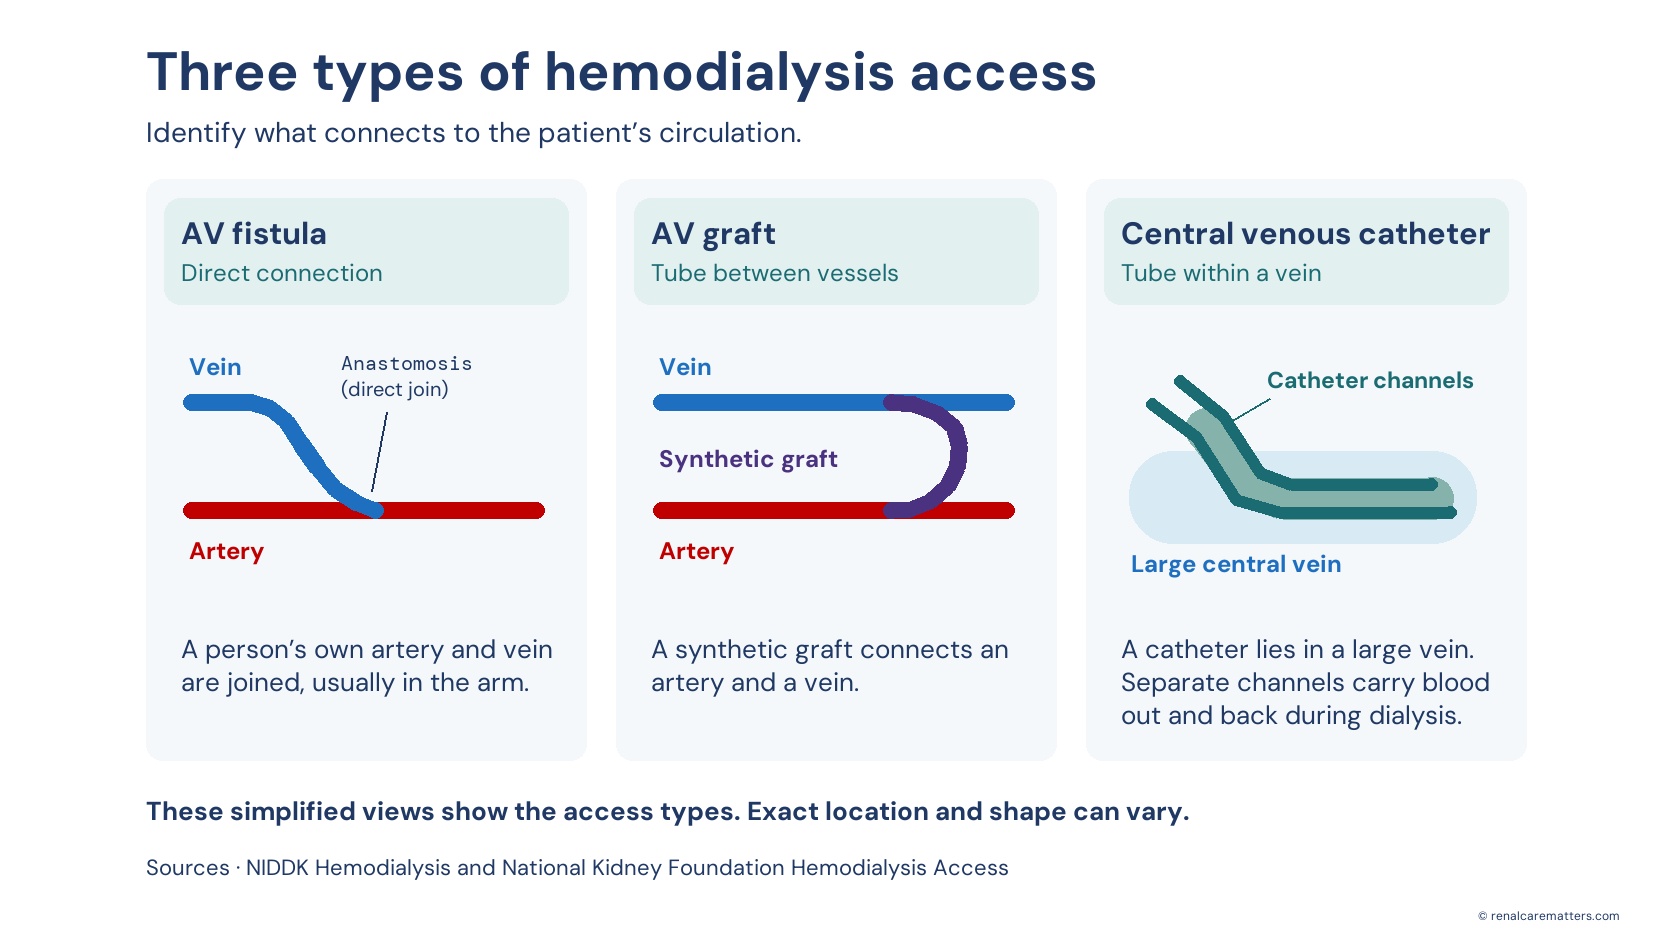 Three types of hemodialysis access
Identify what connects to the patient’s circulation.
AV fistula
Direct connection
Vein
Anastomosis
(direct join)
Artery
A person’s own artery and vein
are joined, usually in the arm.
AV graft
Tube between vessels
Vein
Synthetic graft
Artery
A synthetic graft connects an
artery and a vein.
Central venous catheter
Tube within a vein
Catheter channels
Large central vein
A catheter lies in a large vein.
Separate channels carry blood
out and back during dialysis.
These simplified views show the access types. Exact location and shape can vary.
Sources · NIDDK Hemodialysis and National Kidney Foundation Hemodialysis Access
© renalcarematters.com